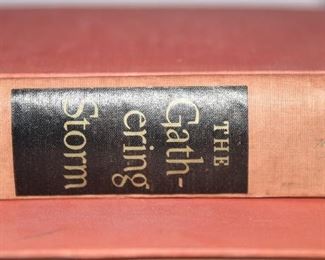 THE
Gath-
ering
Storm